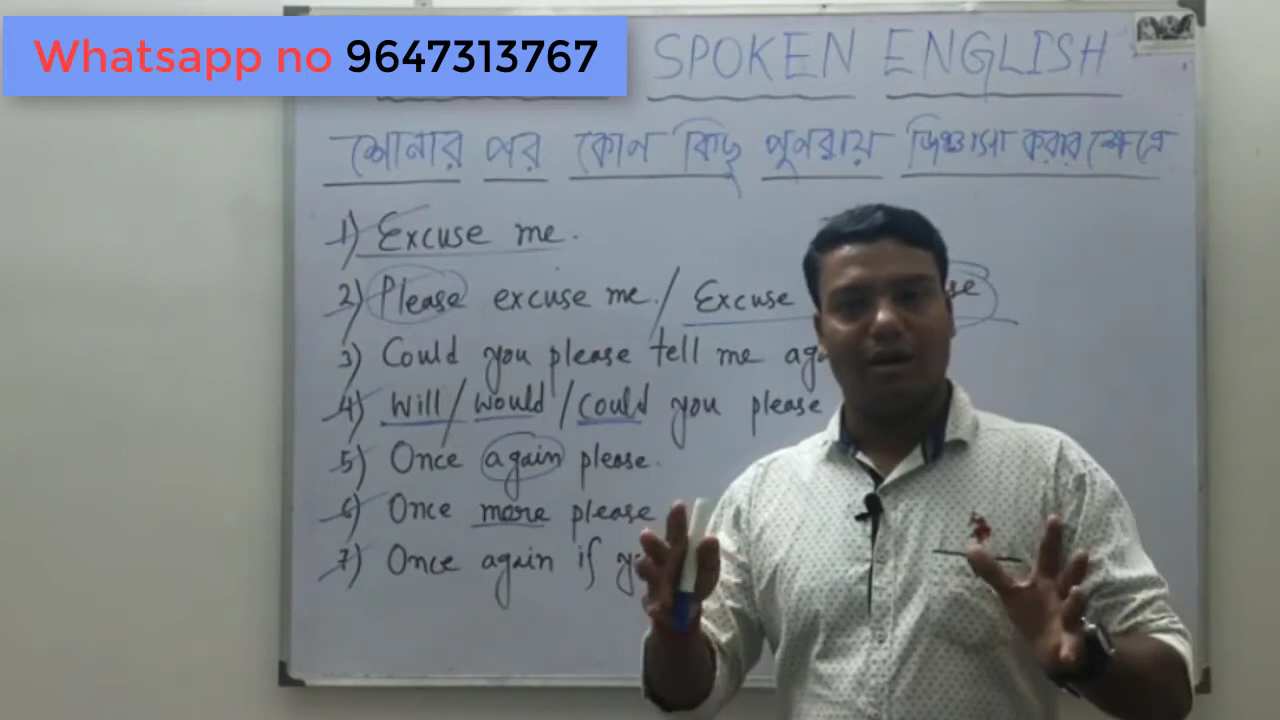 Whatsapp no 9647313767
SPOKEN ENGLISH
শোনার পর কোন কিছু পুণরায় জিজ্ঞাসা করার ক্ষেত্রে
1) Excuse me.
2) Please excuse me. / Excuse
3) Could you please tell me
4) Will / would / could you please
5) Once again please.
6) Once more please
7) Once again if